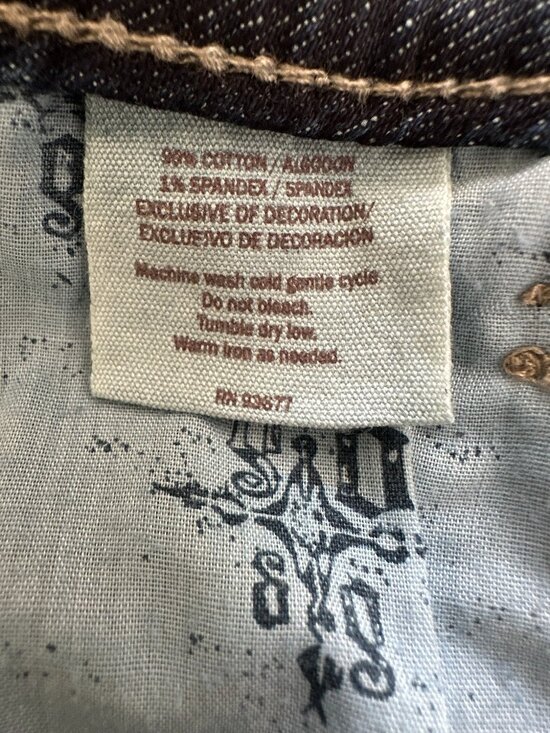 99% COTTON / ALGODON
1% SPANDEX / SPANDEX
EXCLUSIVE OF DECORATION/
EXCLUEIVO DE DECORACION
Machine wash cold gentle cycle
Do not bleach.
Tumble dry low.
Warm iron as needed.
RN 93677